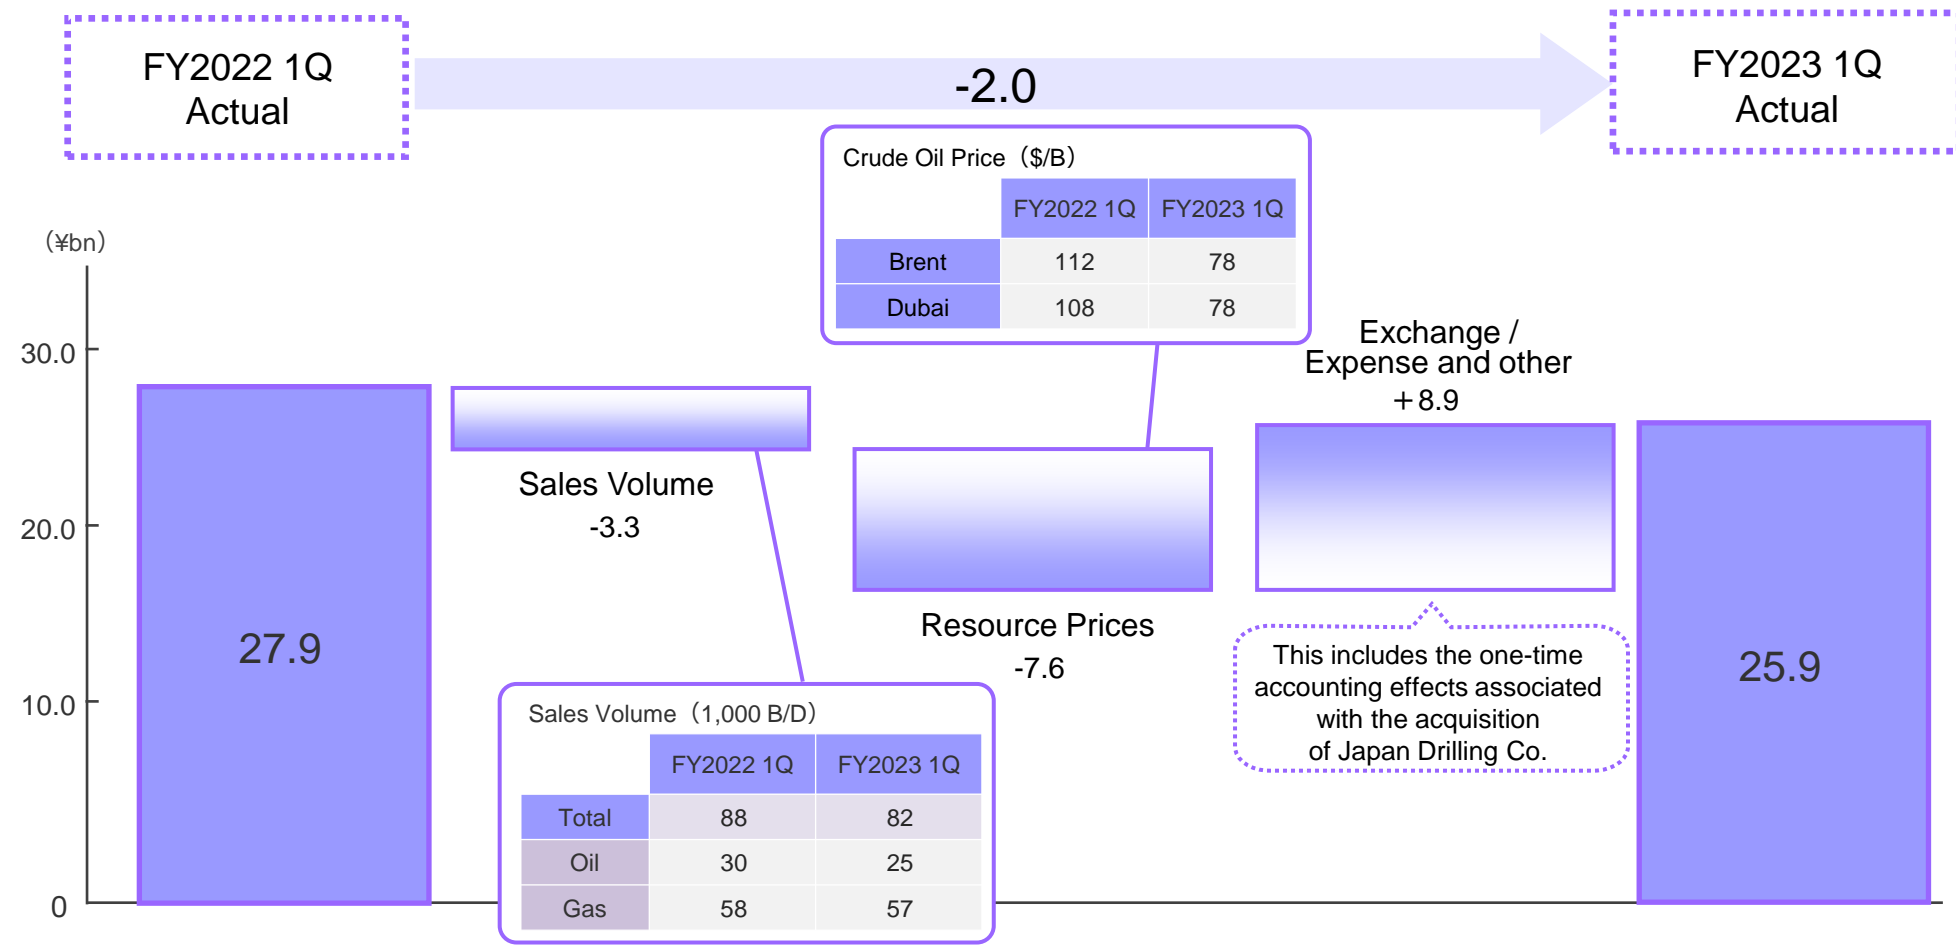 FY2022 1Q
Actual
-2.0
FY2023 1Q
Actual
Crude Oil Price（$/B）
FY2022 1Q FY2023 1Q
Brent 112 78
Dubai 108 78
（¥bn）
30.0
20.0
10.0
0
27.9
Sales Volume
-3.3
Resource Prices
-7.6
Exchange /
Expense and other
＋8.9
This includes the one-time
accounting effects associated
with the acquisition
of Japan Drilling Co.
25.9
Sales Volume（1,000 B/D）
FY2022 1Q FY2023 1Q
Total 88 82
Oil 30 25
Gas 58 57